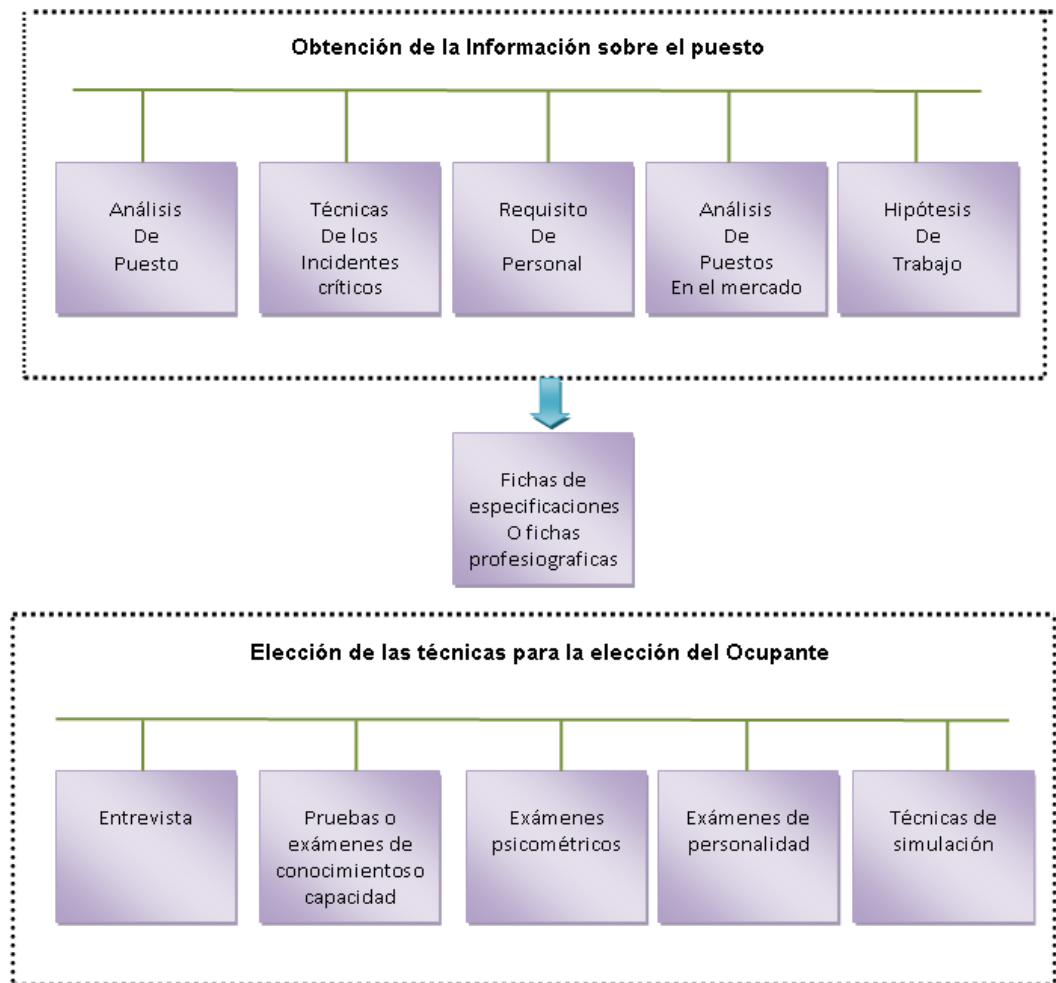 Obtención de la Información sobre el puesto
Análisis
De
Puesto
Técnicas
De los
Incidentes
críticos
Requisito
De
Personal
Análisis
De
Puestos
En el mercado
Hipótesis
De
Trabajo
Fichas de
especificaciones
O fichas
profesiograficas
Elección de las técnicas para la elección del Ocupante
Entrevista
Pruebas o
exámenes de
conocimientoso
capacidad
Exámenes
psicométricos
Exámenes de
personalidad
Técnicas de
simulación